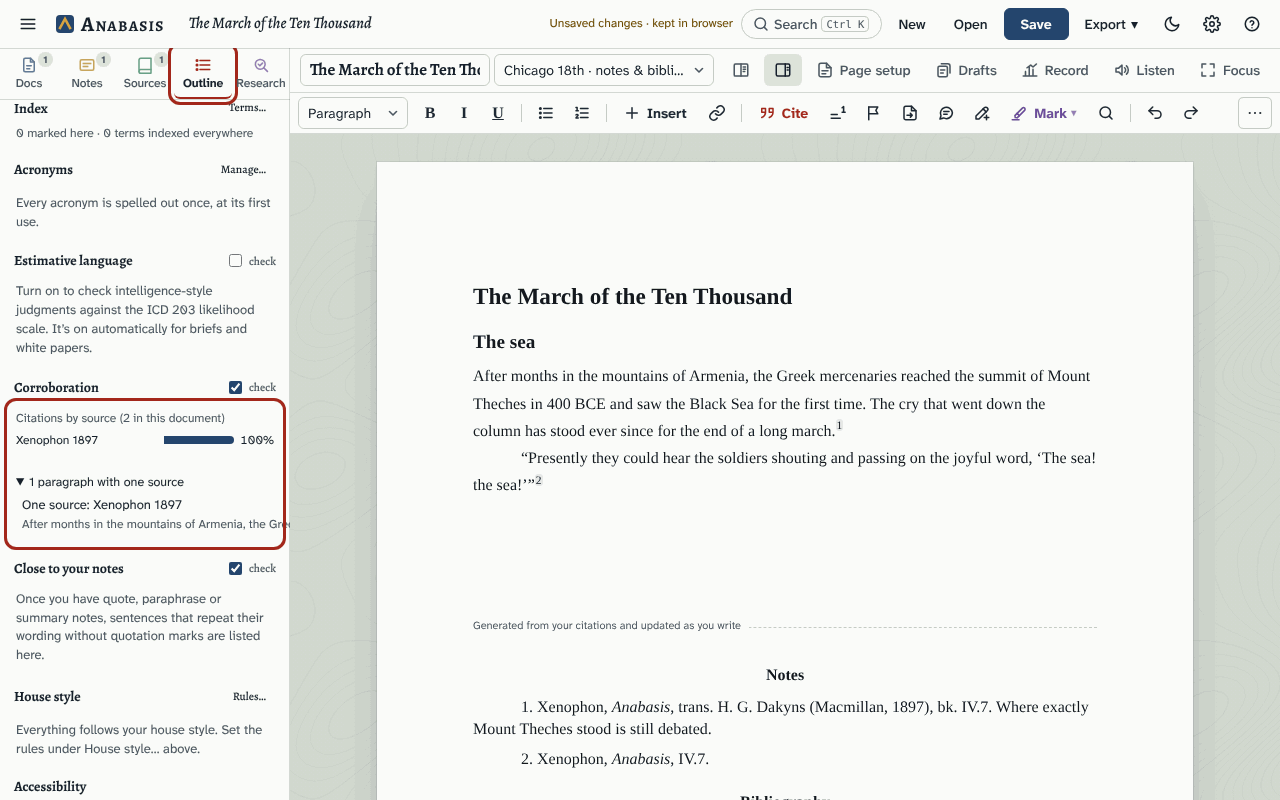 ANABASIS
The March of the Ten Thousand
Unsaved changes · kept in browser
Search Ctrl K
New
Open
Save
Export ▾
Docs 1
Notes 1
Sources 1
Outline
Research
The March of the Ten Tho
Chicago 18th · notes & bibli...
Page setup
Drafts
Record
Listen
Focus
Paragraph
B I U
Insert
Cite
Mark ▾
Index
Terms...
0 marked here · 0 terms indexed everywhere
Acronyms
Manage...
Every acronym is spelled out once, at its first
use.
Estimative language
check
Turn on to check intelligence-style
judgments against the ICD 203 likelihood
scale. It's on automatically for briefs and
white papers.
Corroboration
check
Citations by source (2 in this document)
Xenophon 1897 100%
▼ 1 paragraph with one source
One source: Xenophon 1897
After months in the mountains of Armenia, the Gre
Close to your notes
check
Once you have quote, paraphrase or
summary notes, sentences that repeat their
wording without quotation marks are listed
here.
House style
Rules...
Everything follows your house style. Set the
rules under House style... above.
Accessibility
The March of the Ten Thousand
The sea
After months in the mountains of Armenia, the Greek mercenaries reached the summit of Mount
Theches in 400 BCE and saw the Black Sea for the first time. The cry that went down the
column has stood ever since for the end of a long march.1
“Presently they could hear the soldiers shouting and passing on the joyful word, ‘The sea!
the sea!’”2
Generated from your citations and updated as you write
Notes
1. Xenophon, Anabasis, trans. H. G. Dakyns (Macmillan, 1897), bk. IV.7. Where exactly
Mount Theches stood is still debated.
2. Xenophon, Anabasis, IV.7.
Bibliography